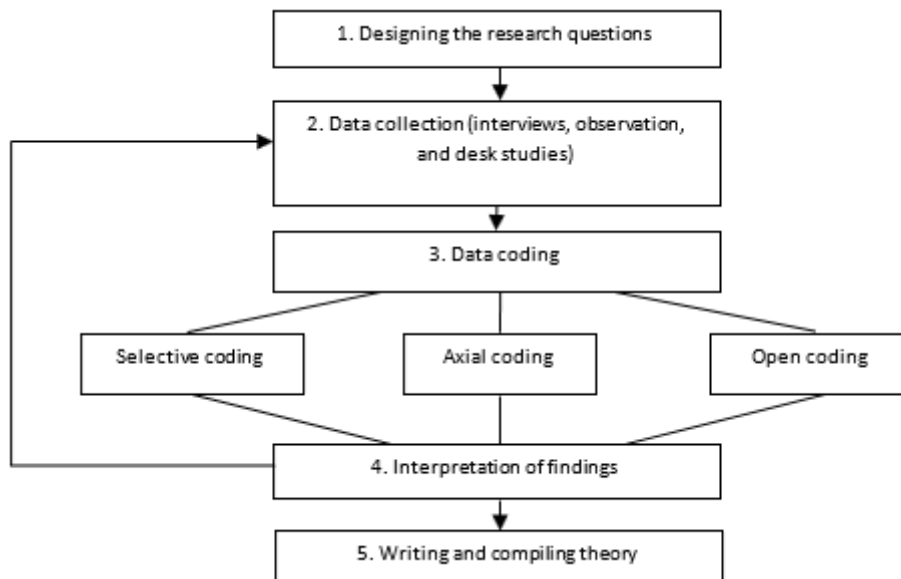 1. Designing the research questions
2. Data collection (interviews, observation,
and desk studies)
3. Data coding
Selective coding
Axial coding
Open coding
4. Interpretation of findings
5. Writing and compiling theory